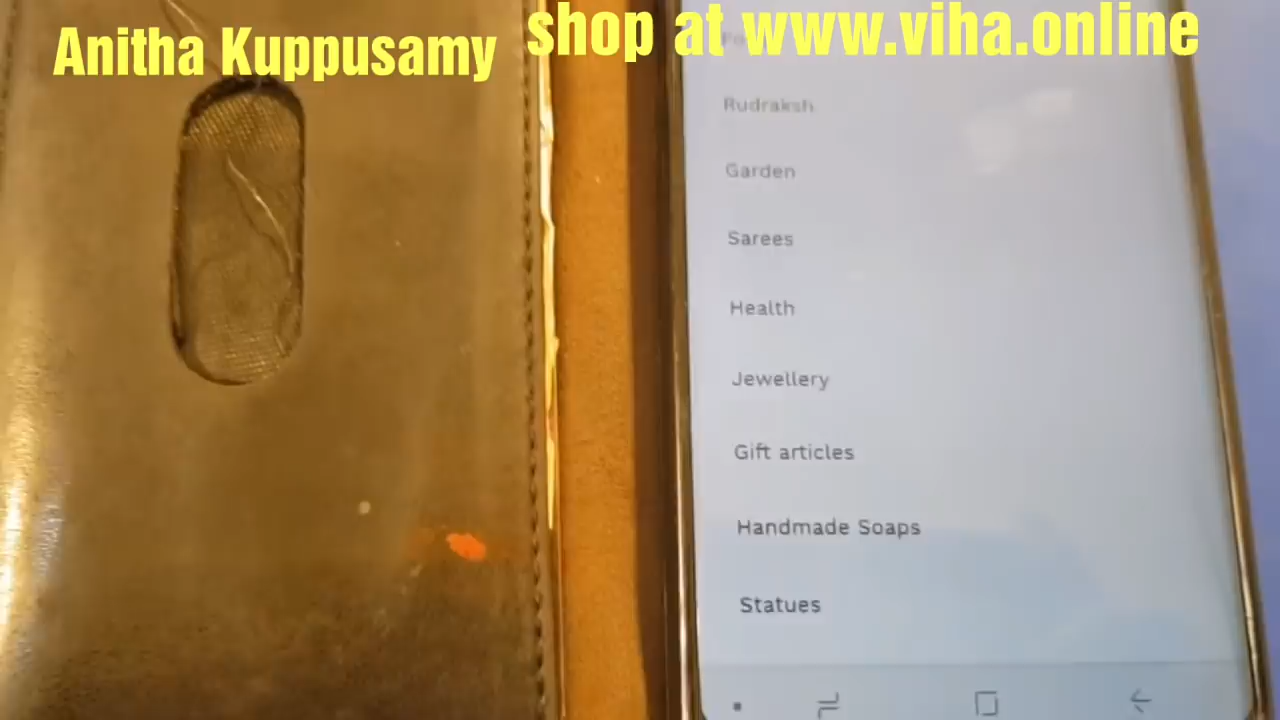 Anitha Kuppusamy
shop at www.viha.online
Rudraksh
Garden
Sarees
Health
Jewellery
Gift articles
Handmade Soaps
Statues